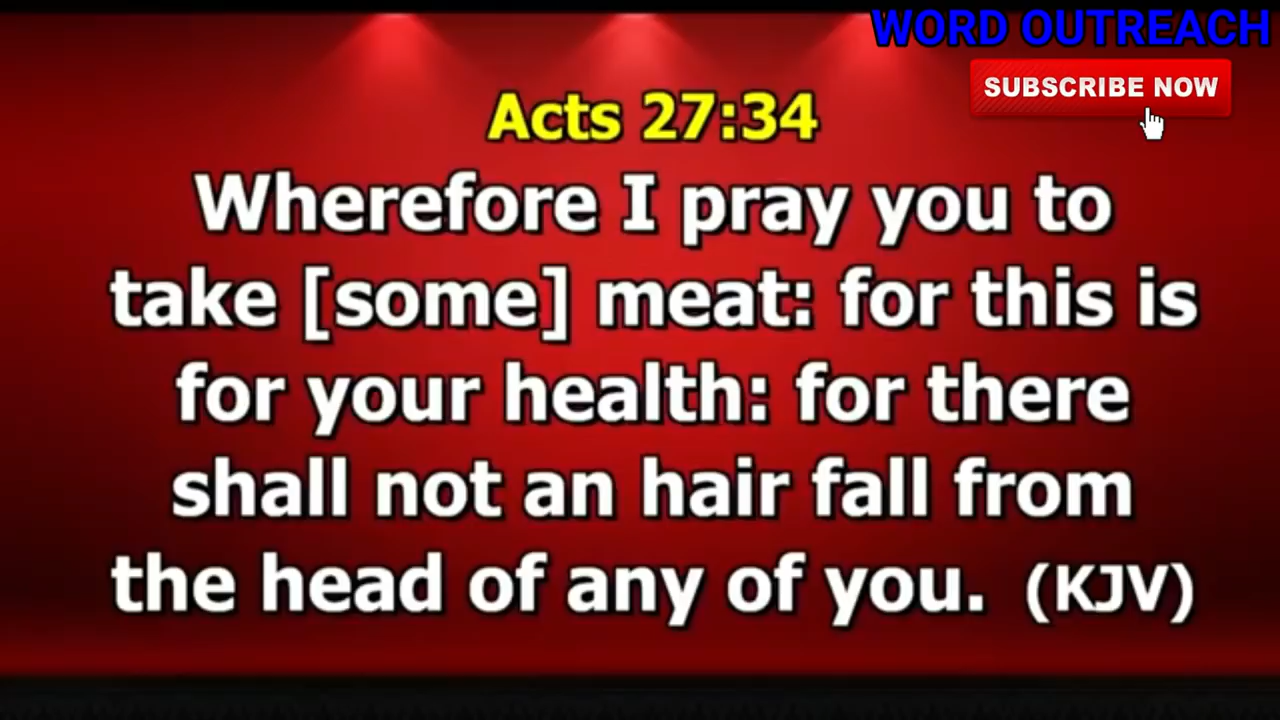 WORD OUTREACH
SUBSCRIBE NOW
Acts 27:34
Wherefore I pray you to
take [some] meat: for this is
for your health: for there
shall not an hair fall from
the head of any of you. (KJV)